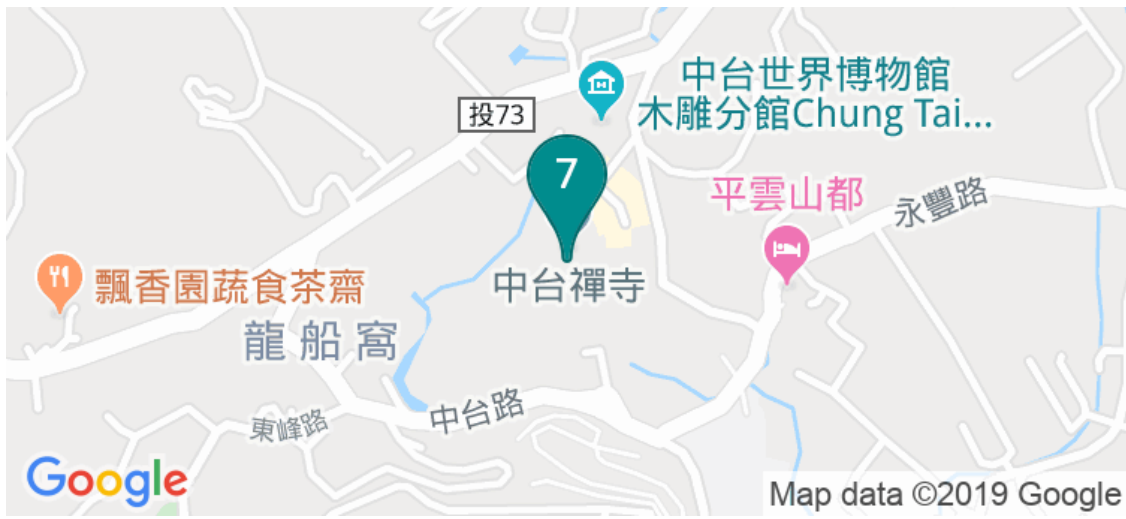 中台世界博物館
木雕分館Chung Tai...
投73
7
平雲山都
永豐路
中台禪寺
飄香園蔬食茶齋
龍船窩
中台路
東峰路
Google
Map data ©2019 Google